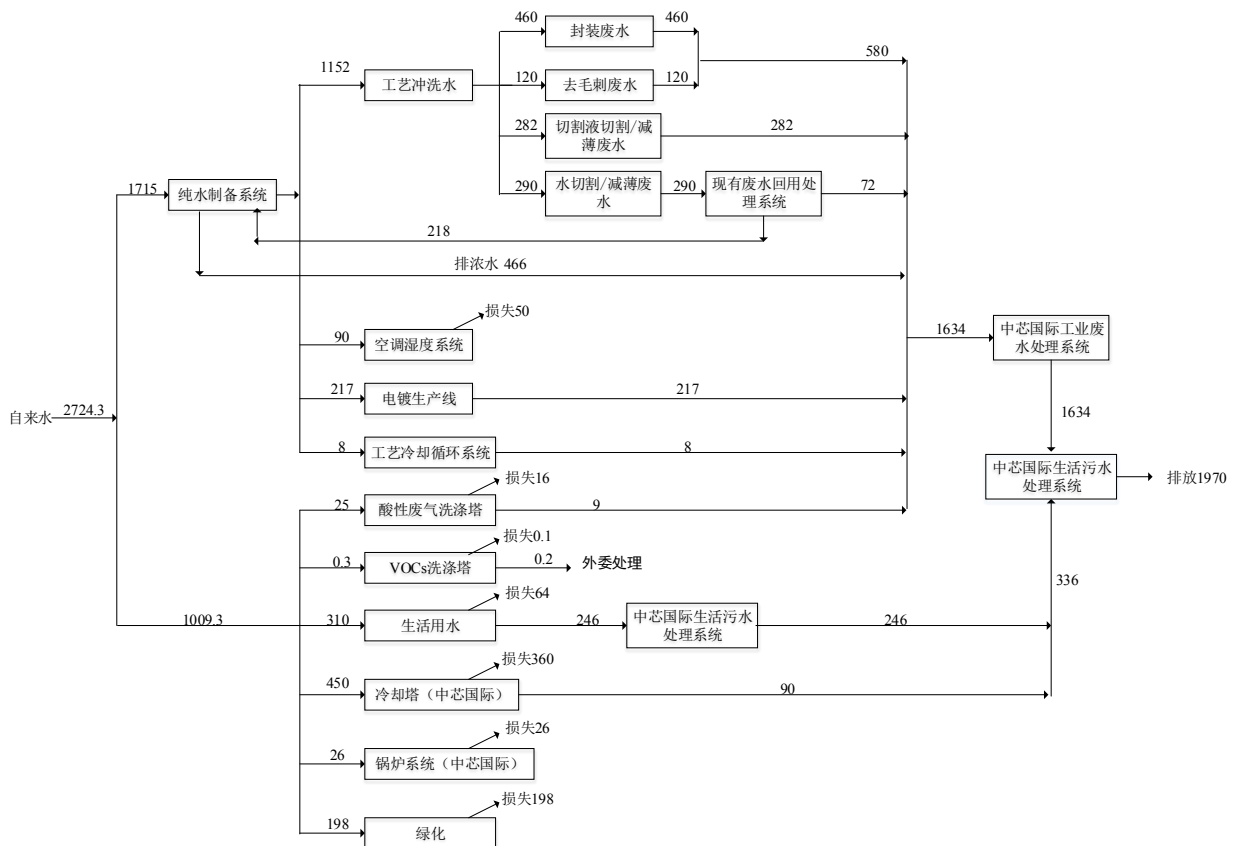 460
封装废水
460
580
1152
工艺冲洗水
120
去毛刺废水
120
282
切割液切割/减
薄废水
282
1715
纯水制备系统
290
水切割/减薄废
水
290
现有废水回用处
理系统
72
218
排浓水 466
损失50
90
空调湿度系统
1634
中芯国际工业废
水处理系统
217
电镀生产线
217
自来水
2724.3
1634
8
工艺冷却循环系统
8
中芯国际生活污水
处理系统
排放1970
损失16
25
酸性废气洗涤塔
9
损失0.1
0.3
VOCs洗涤塔
0.2
外委处理
336
损失64
1009.3
310
生活用水
246
中芯国际生活污水
处理系统
246
损失360
450
冷却塔（中芯国际）
90
损失26
26
锅炉系统（中芯国际）
损失198
198
绿化